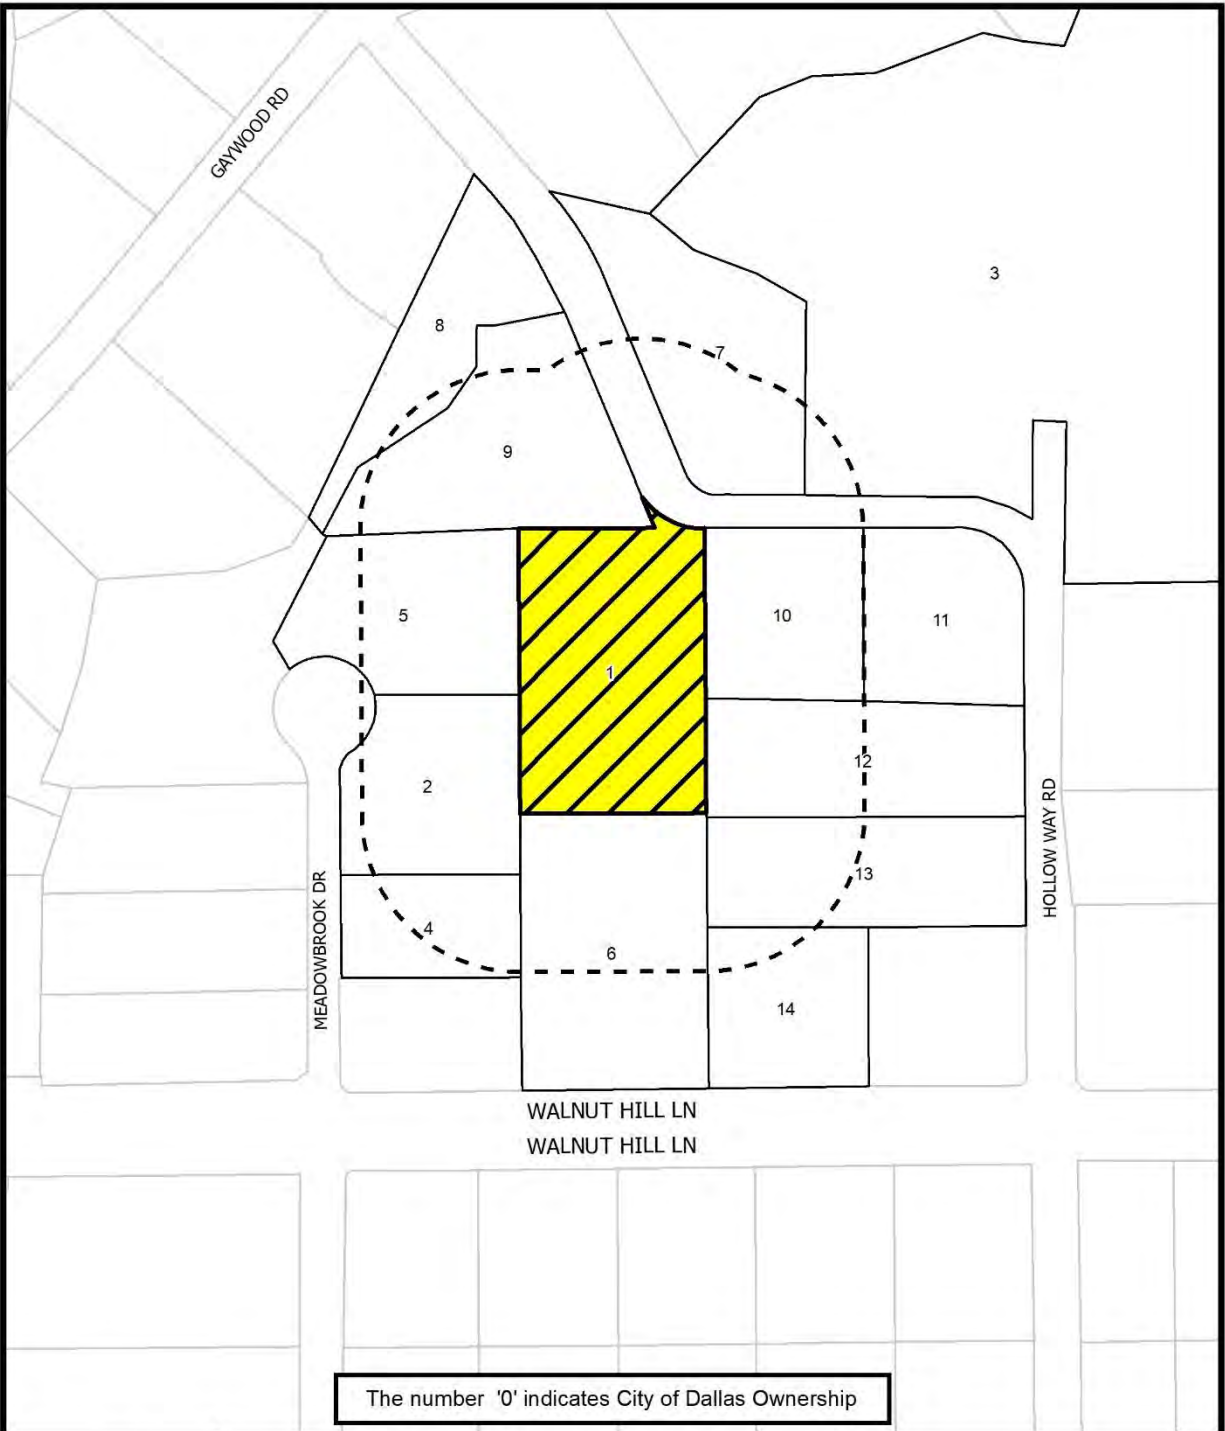 GAYWOOD RD
3
8
7
9
5
10
11
1
12
2
HOLLOW WAY RD
13
MEADOWBROOK DR
4
6
14
WALNUT HILL LN
WALNUT HILL LN
The number '0' indicates City of Dallas Ownership